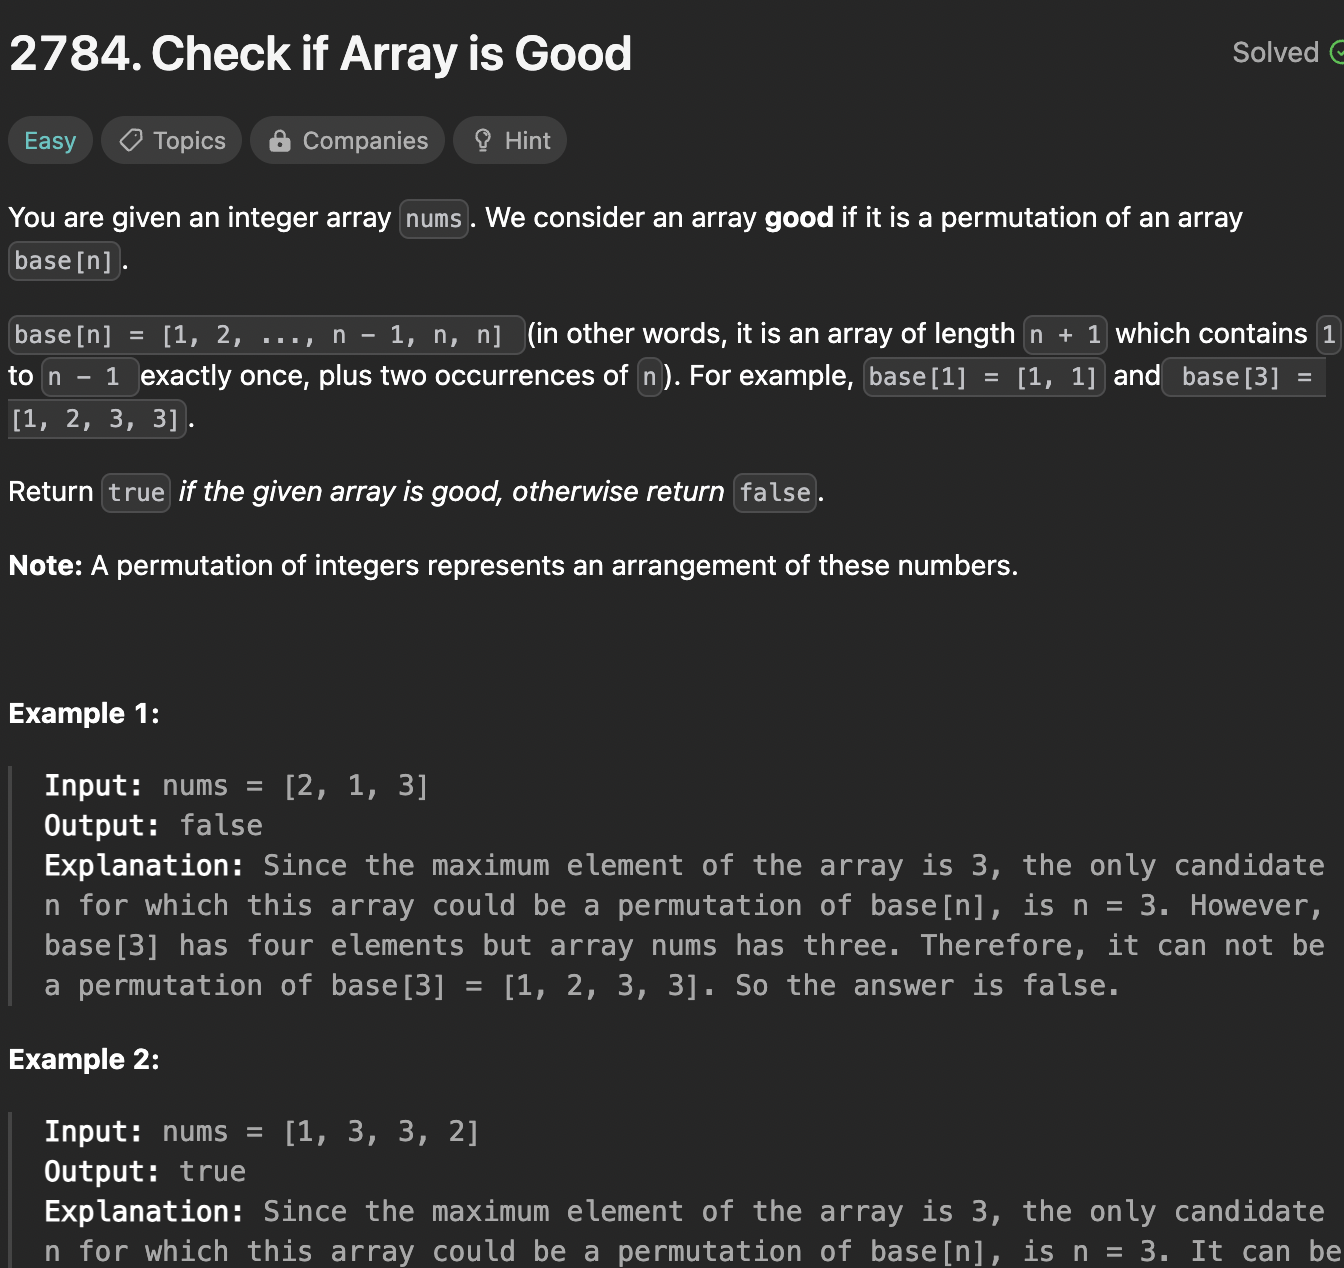 2784. Check if Array is Good
Solved
Easy Topics Companies Hint
You are given an integer array nums. We consider an array good if it is a permutation of an array
base[n].
base[n] = [1, 2, ..., n - 1, n, n] (in other words, it is an array of length n + 1 which contains 1
to n - 1 exactly once, plus two occurrences of n). For example, base[1] = [1, 1] and base[3] =
[1, 2, 3, 3].
Return true if the given array is good, otherwise return false.
Note: A permutation of integers represents an arrangement of these numbers.
Example 1:
Input: nums = [2, 1, 3]
Output: false
Explanation: Since the maximum element of the array is 3, the only candidate
n for which this array could be a permutation of base[n], is n = 3. However,
base[3] has four elements but array nums has three. Therefore, it can not be
a permutation of base[3] = [1, 2, 3, 3]. So the answer is false.
Example 2:
Input: nums = [1, 3, 3, 2]
Output: true
Explanation: Since the maximum element of the array is 3, the only candidate
n for which this array could be a permutation of base[n], is n = 3. It can be